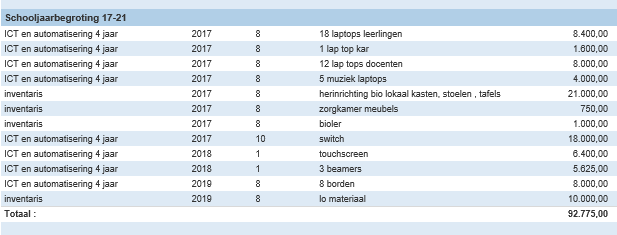 Schooljaarbegroting 17-21
ICT en automatisering 4 jaar 2017 8 18 laptops leerlingen 8.400,00
ICT en automatisering 4 jaar 2017 8 1 lap top kar 1.600,00
ICT en automatisering 4 jaar 2017 8 12 lap tops docenten 8.000,00
ICT en automatisering 4 jaar 2017 8 5 muziek laptops 4.000,00
inventaris 2017 8 herinrichting bio lokaal kasten, stoelen , tafels 21.000,00
inventaris 2017 8 zorgkamer meubels 750,00
inventaris 2017 8 bioler 1.000,00
ICT en automatisering 4 jaar 2017 10 switch 18.000,00
ICT en automatisering 4 jaar 2018 1 touchscreen 6.400,00
ICT en automatisering 4 jaar 2018 1 3 beamers 5.625,00
ICT en automatisering 4 jaar 2019 8 8 borden 8.000,00
inventaris 2019 8 lo materiaal 10.000,00
Totaal : 92.775,00